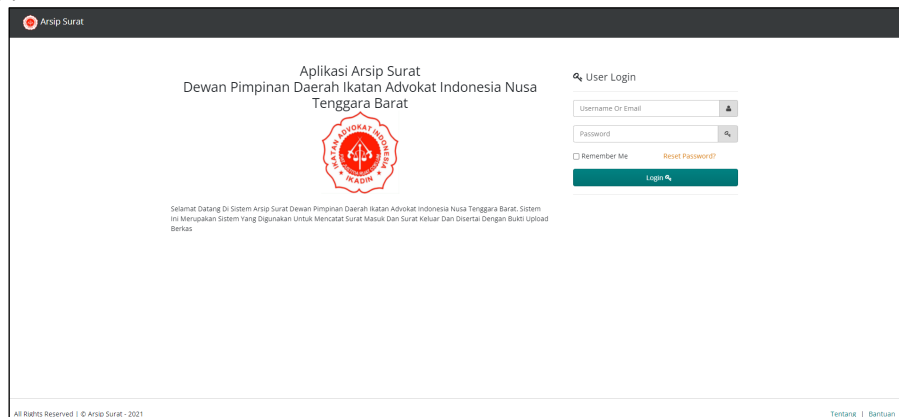 Arsip Surat
Aplikasi Arsip Surat
Dewan Pimpinan Daerah Ikatan Advokat Indonesia Nusa
Tenggara Barat
IKATAN ADVOKAT INDONESIA
IKADIN
Selamat Datang Di Sistem Arsip Surat Dewan Pimpinan Daerah Ikatan Advokat Indonesia Nusa Tenggara Barat. Sistem
Ini Merupakan Sistem Yang Digunakan Untuk Mencatat Surat Masuk Dan Surat Keluar Dan Disertai Dengan Bukti Upload
Berkas
User Login
Username Or Email
Password
Remember Me
Reset Password?
Login
All Rights Reserved | © Arsip Surat - 2021
Tentang | Bantuan